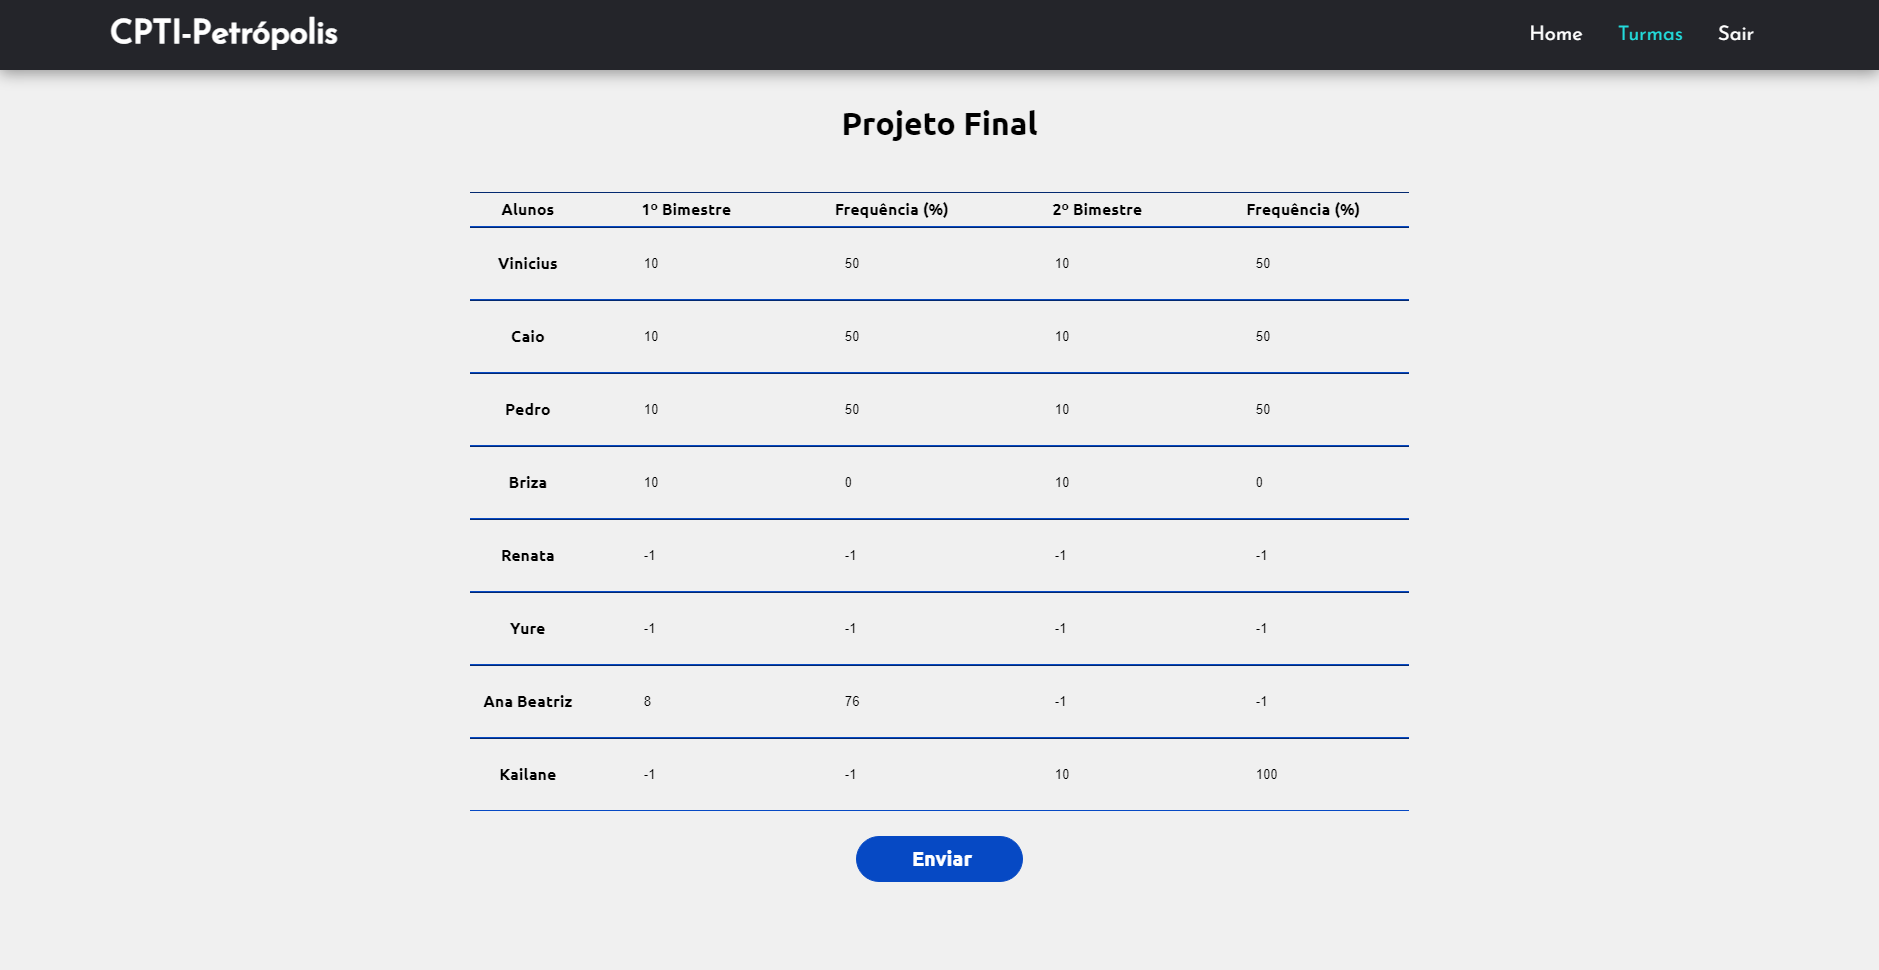 CPTI-Petrópolis Home Turmas Sair
Projeto Final
Alunos 1º Bimestre Frequência (%) 2º Bimestre Frequência (%)
Vinicius 10 50 10 50
Caio 10 50 10 50
Pedro 10 50 10 50
Briza 10 0 10 0
Renata -1 -1 -1 -1
Yure -1 -1 -1 -1
Ana Beatriz 8 76 -1 -1
Kailane -1 -1 10 100
Enviar